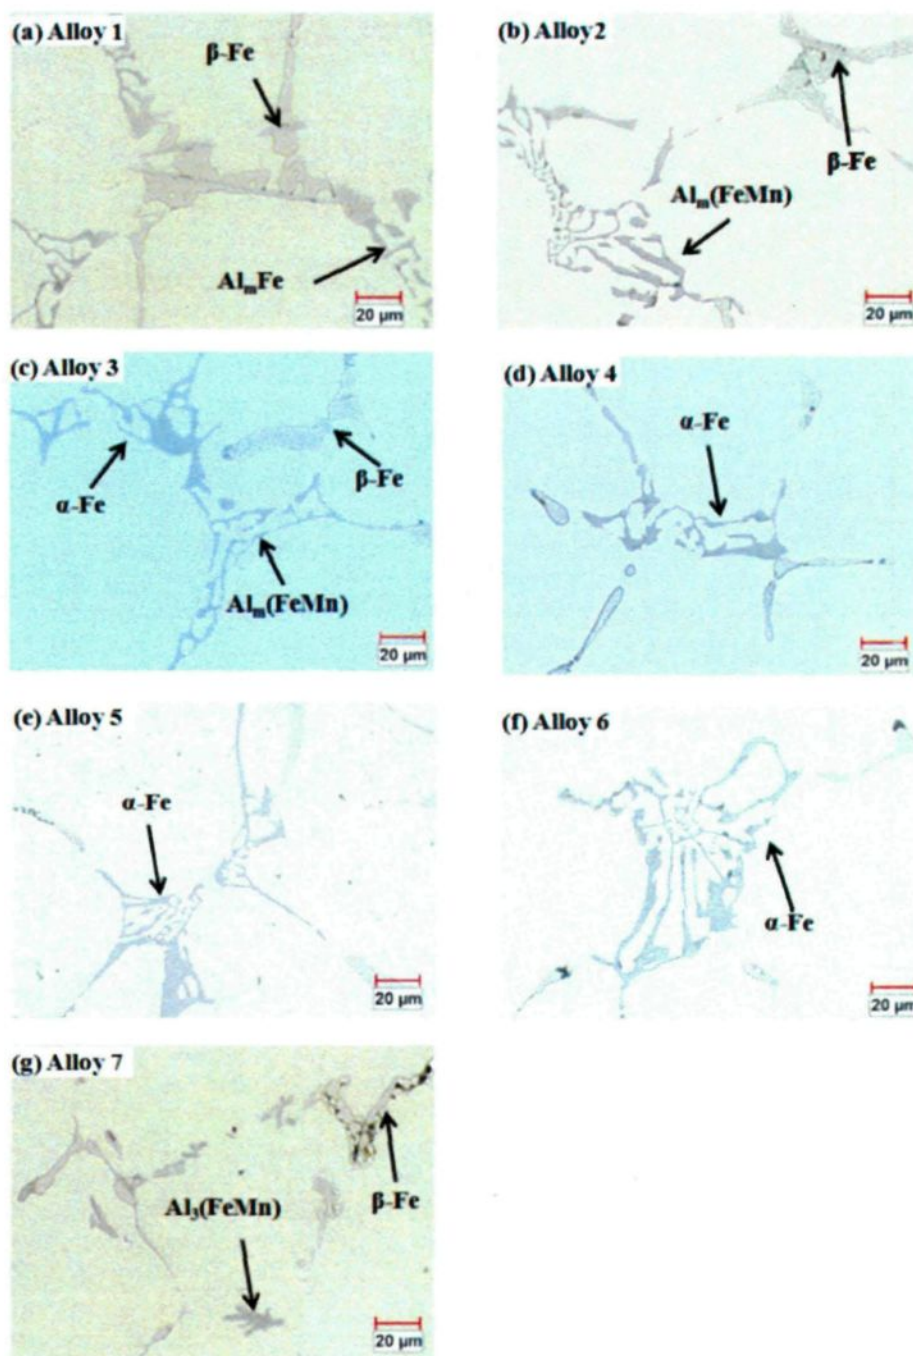 (a) Alloy 1
β-Fe
AlmFe
20 µm
(b) Alloy2
β-Fe
Alm(FeMn)
20 µm
(c) Alloy 3
α-Fe
β-Fe
Alm(FeMn)
20 µm
(d) Alloy 4
α-Fe
20 µm
(e) Alloy 5
α-Fe
20 µm
(f) Alloy 6
α-Fe
20 µm
(g) Alloy 7
β-Fe
Al3(FeMn)
20 µm